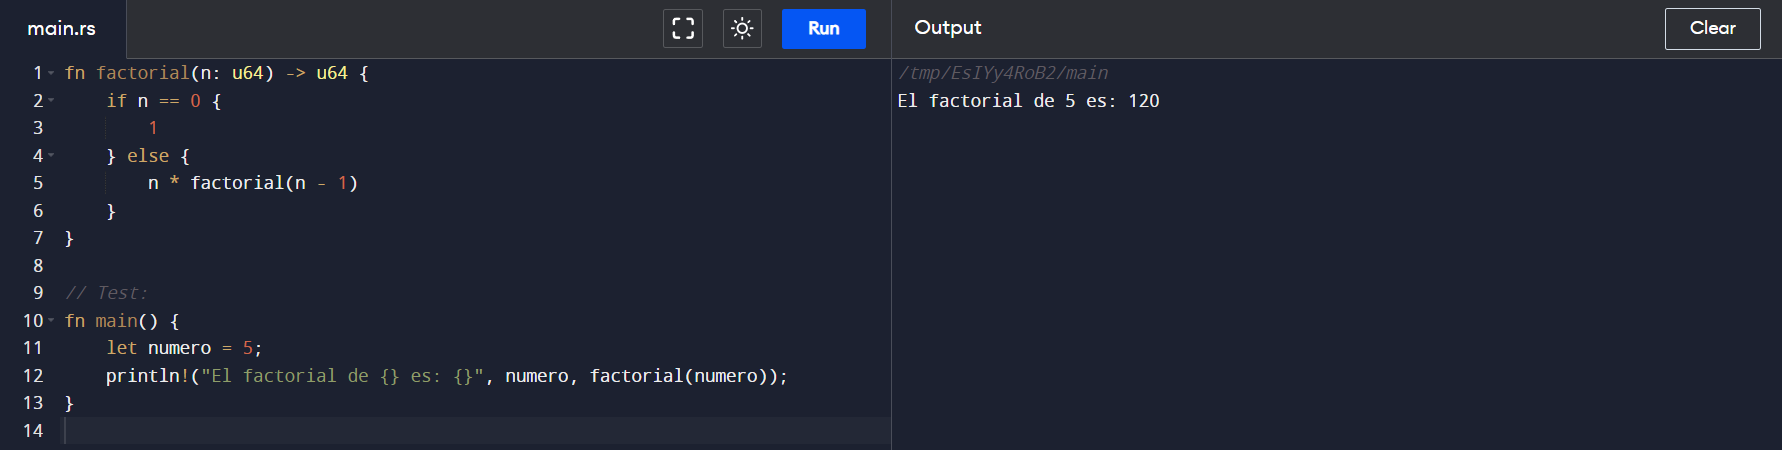 main.rs Run Output Clear
1 fn factorial(n: u64) -> u64 {
2     if n == 0 {
3         1
4     } else {
5         n * factorial(n - 1)
6     }
7 }
8
9 // Test:
10 fn main() {
11     let numero = 5;
12     println!("El factorial de {} es: {}", numero, factorial(numero));
13 }
14
/tmp/EsIYy4RoB2/main
El factorial de 5 es: 120